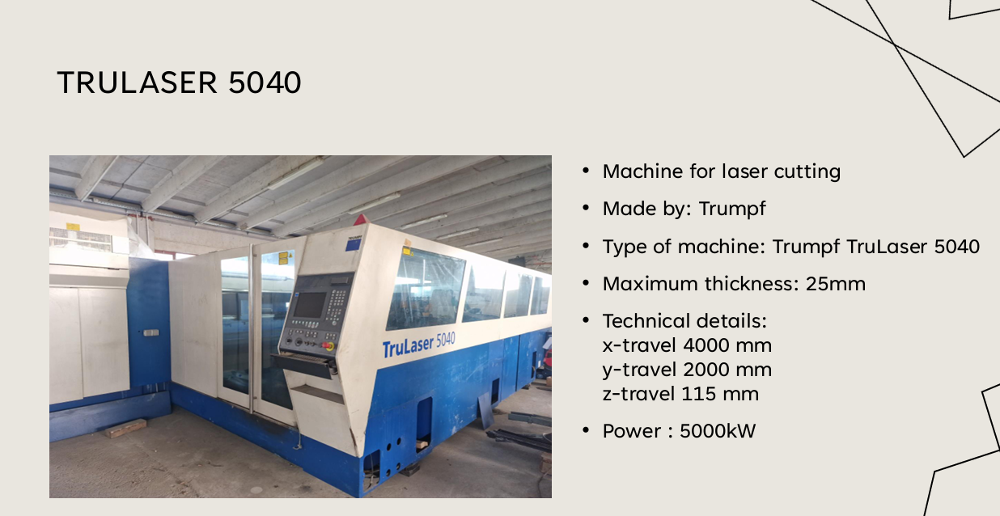 TRULASER 5040
• Machine for laser cutting
• Made by: Trumpf
• Type of machine: Trumpf TruLaser 5040
• Maximum thickness: 25mm
• Technical details:
x-travel 4000 mm
y-travel 2000 mm
z-travel 115 mm
• Power : 5000kW
TruLaser 5040